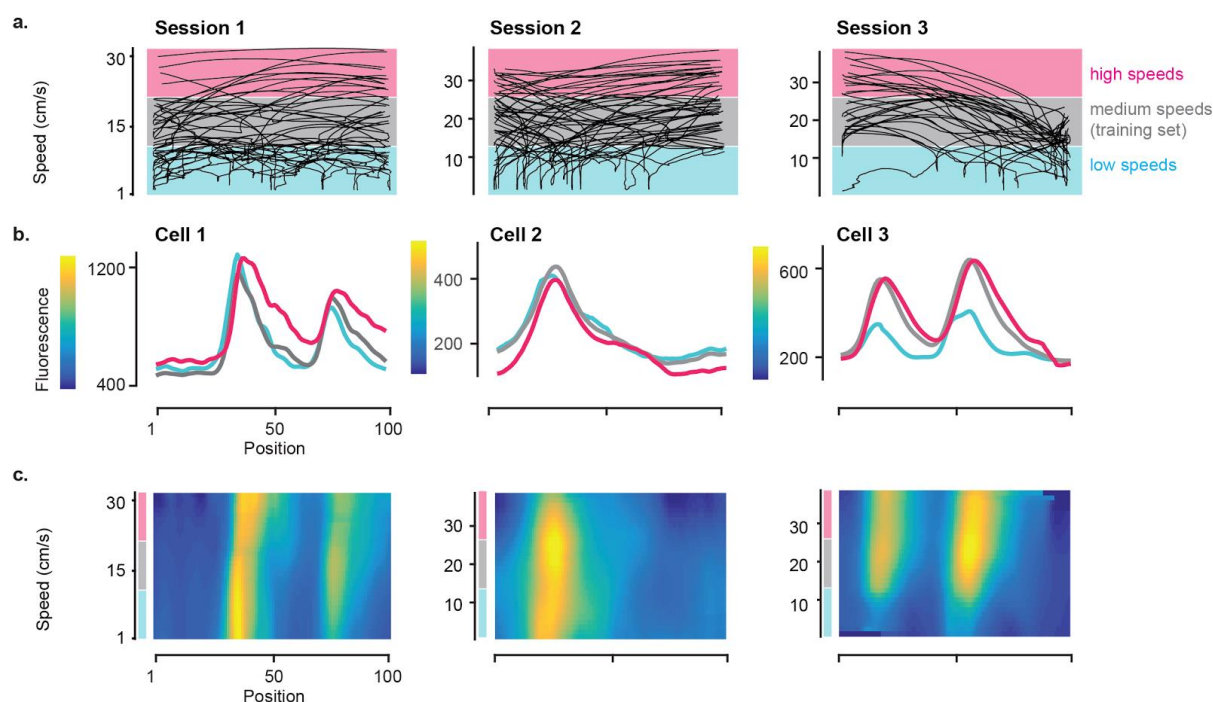 a.
Session 1
Session 2
Session 3
Speed (cm/s)
30
15
1
30
20
10
30
20
10
high speeds
medium speeds
(training set)
low speeds
b.
Cell 1
Cell 2
Cell 3
Fluorescence
1200
400
400
200
600
200
1
50
100
Position
c.
Speed (cm/s)
30
15
1
30
20
10
30
20
10
1
50
100
Position